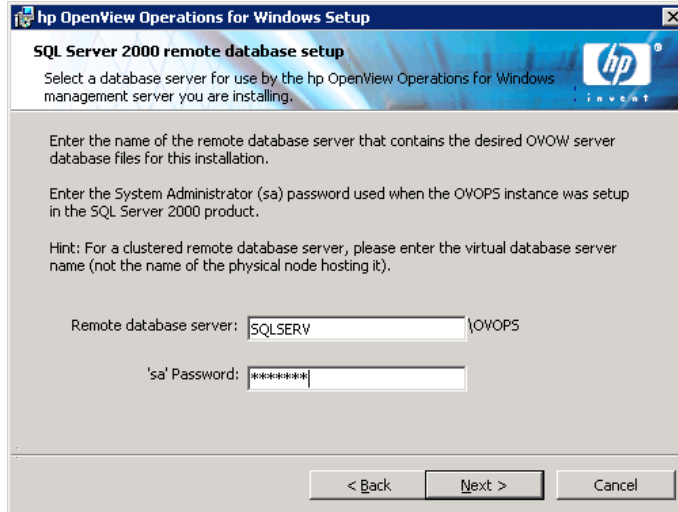 hp OpenView Operations for Windows Setup
SQL Server 2000 remote database setup
Select a database server for use by the hp OpenView Operations for Windows
management server you are installing.
hp
®
invent
Enter the name of the remote database server that contains the desired OVOW server
database files for this installation.
Enter the System Administrator (sa) password used when the OVOPS instance was setup
in the SQL Server 2000 product.
Hint: For a clustered remote database server, please enter the virtual database server
name (not the name of the physical node hosting it).
Remote database server: SQLSERV \OVOPS
'sa' Password: *******
< Back Next > Cancel